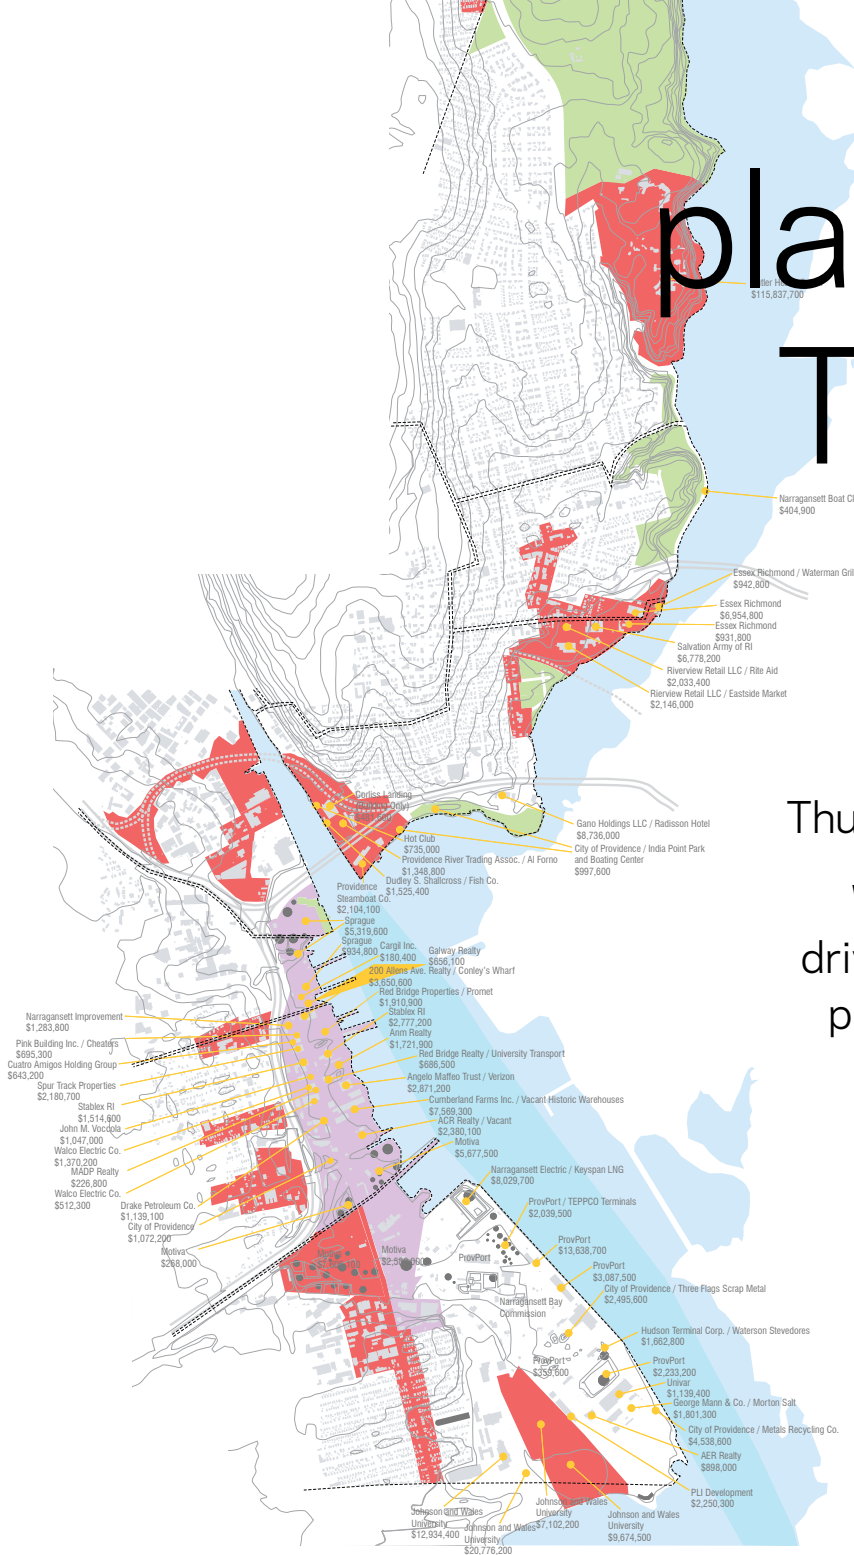 pla
T
Thu
driv
p
$115,837,700
Narragansett Boat Cl
$404,900
Essex Richmond / Waterman Gril
$942,800
Essex Richmond
$6,954,800
Essex Richmond
$931,800
Salvation Army of RI
$6,778,200
Riverview Retail LLC / Rite Aid
$2,033,400
Rierview Retail LLC / Eastside Market
$2,146,000
Corliss Landing
Gano Holdings LLC / Radisson Hotel
$8,736,000
City of Providence / India Point Park
and Boating Center
$997,600
Hot Club
$735,000
Providence River Trading Assoc. / Al Forno
$1,348,800
Dudley S. Shallcross / Fish Co.
$1,525,400
Providence
Steamboat Co.
$2,104,100
Sprague
$5,319,600
Sprague
$934,800
Cargil Inc.
$180,400
Galway Realty
$656,100
200 Allens Ave. Realty / Conley's Wharf
$3,650,600
Red Bridge Properties / Promet
$1,910,900
Stablex RI
$2,777,200
Anm Realty
$1,721,900
Red Bridge Realty / University Transport
$686,500
Angelo Maffeo Trust / Verizon
$2,871,200
Cumberland Farms Inc. / Vacant Historic Warehouses
$7,569,300
ACR Realty / Vacant
$2,380,100
Motiva
$5,677,500
Narragansett Improvement
$1,283,800
Pink Building Inc. / Cheaters
$695,300
Cuatro Amigos Holding Group
$643,200
Spur Track Properties
$2,180,700
Stablex RI
$1,514,600
John M. Voccola
$1,047,000
Walco Electric Co.
$1,370,200
MADP Realty
$226,800
Walco Electric Co.
$512,300
Drake Petroleum Co.
$1,139,100
City of Providence
$1,072,200
Motiva
$268,000
Motiva
Motiva
Narragansett Electric / Keyspan LNG
$8,029,700
ProvPort / TEPPCO Terminals
$2,039,500
ProvPort
$13,638,700
ProvPort
ProvPort
$3,087,500
City of Providence / Three Flags Scrap Metal
$2,495,600
Narragansett Bay
Commission
Hudson Terminal Corp. / Waterson Stevedores
$1,662,800
ProvPort
$359,600
ProvPort
$2,233,200
Univar
$1,139,400
George Mann & Co. / Morton Salt
$1,801,300
City of Providence / Metals Recycling Co.
$4,538,600
AER Realty
$898,000
PLI Development
$2,250,300
Johnson and Wales
University
$12,934,400
Johnson and Wales
University
$20,776,200
Johnson and Wales
University
$7,102,200
Johnson and Wales
University
$9,674,500